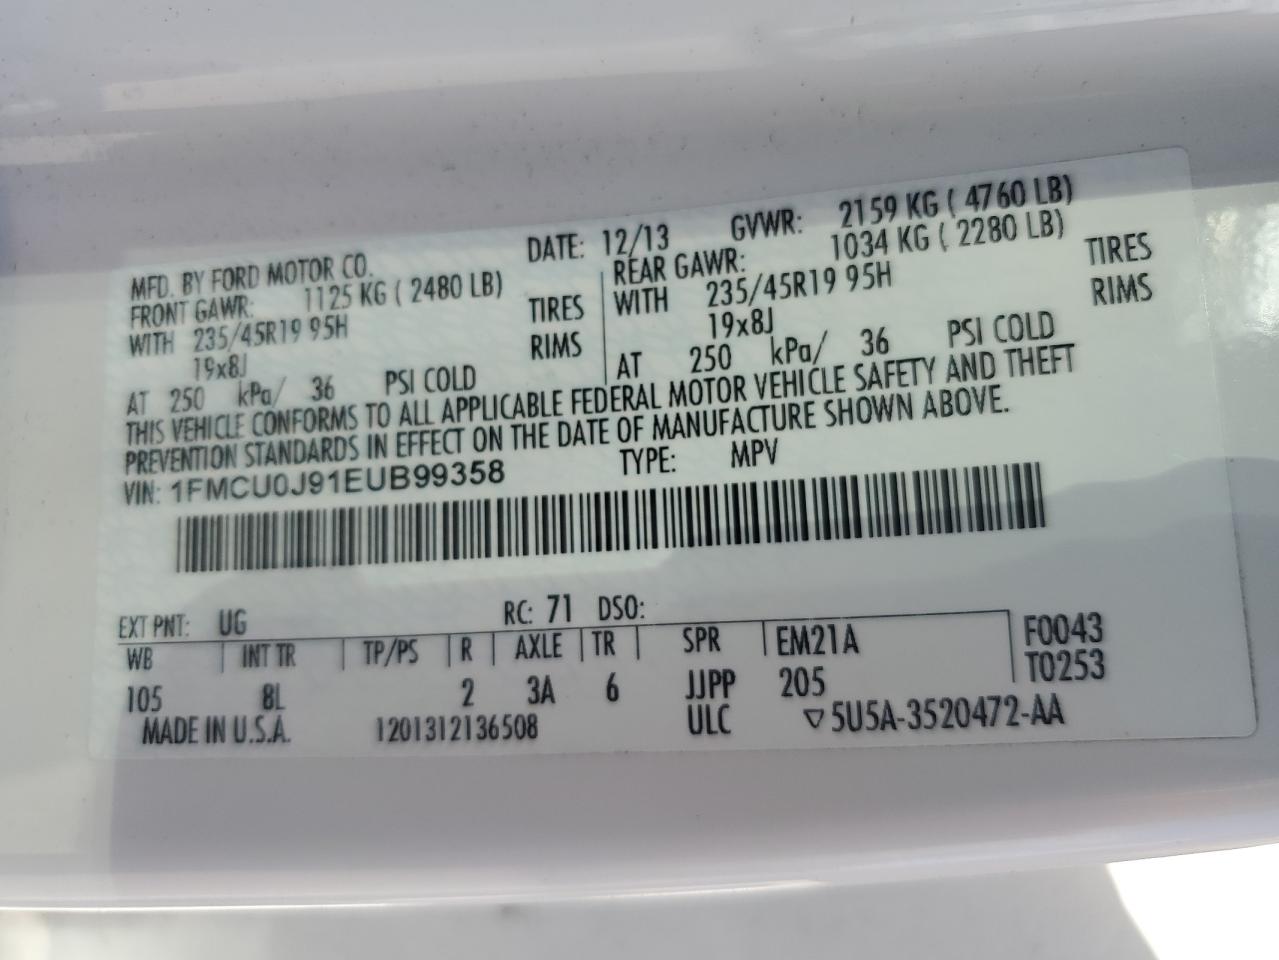 MFD. BY FORD MOTOR CO. DATE: 12/13 GVWR: 2159 KG ( 4760 LB)
FRONT GAWR: 1125 KG ( 2480 LB) REAR GAWR: 1034 KG ( 2280 LB)
WITH 235/45R19 95H TIRES WITH 235/45R19 95H TIRES
19x8J RIMS 19x8J RIMS
AT 250 kPa/ 36 PSI COLD AT 250 kPa/ 36 PSI COLD
THIS VEHICLE CONFORMS TO ALL APPLICABLE FEDERAL MOTOR VEHICLE SAFETY AND THEFT
PREVENTION STANDARDS IN EFFECT ON THE DATE OF MANUFACTURE SHOWN ABOVE.
VIN: 1FMCU0J91EUB99358 TYPE: MPV
EXT PNT: UG RC: 71 DSO:
WB INT TR TP/PS R AXLE TR SPR EM21A F0043
105 8L 2 3A 6 JJPP 205 T0253
MADE IN U.S.A. 1201312136508 ULC ▽5U5A-3520472-AA